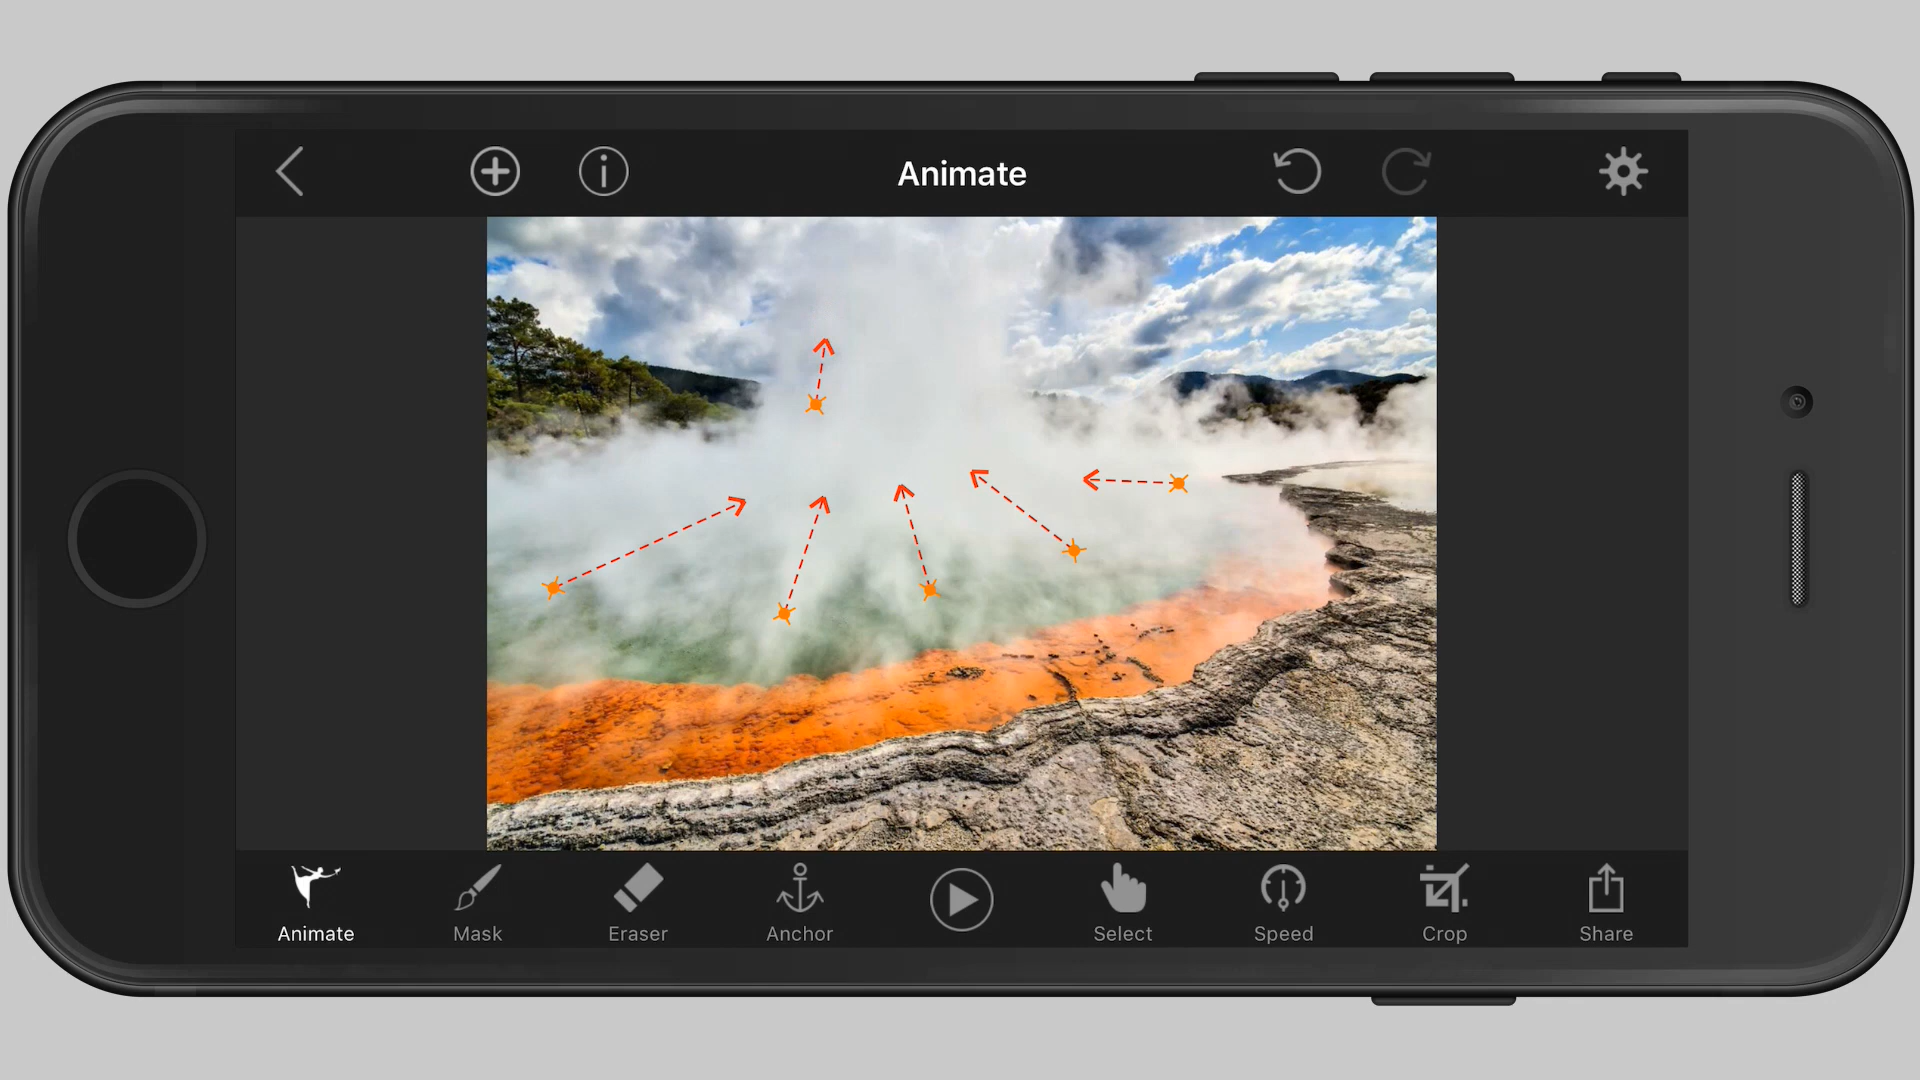 Animate
Animate
Mask
Eraser
Anchor
Select
Speed
Crop
Share